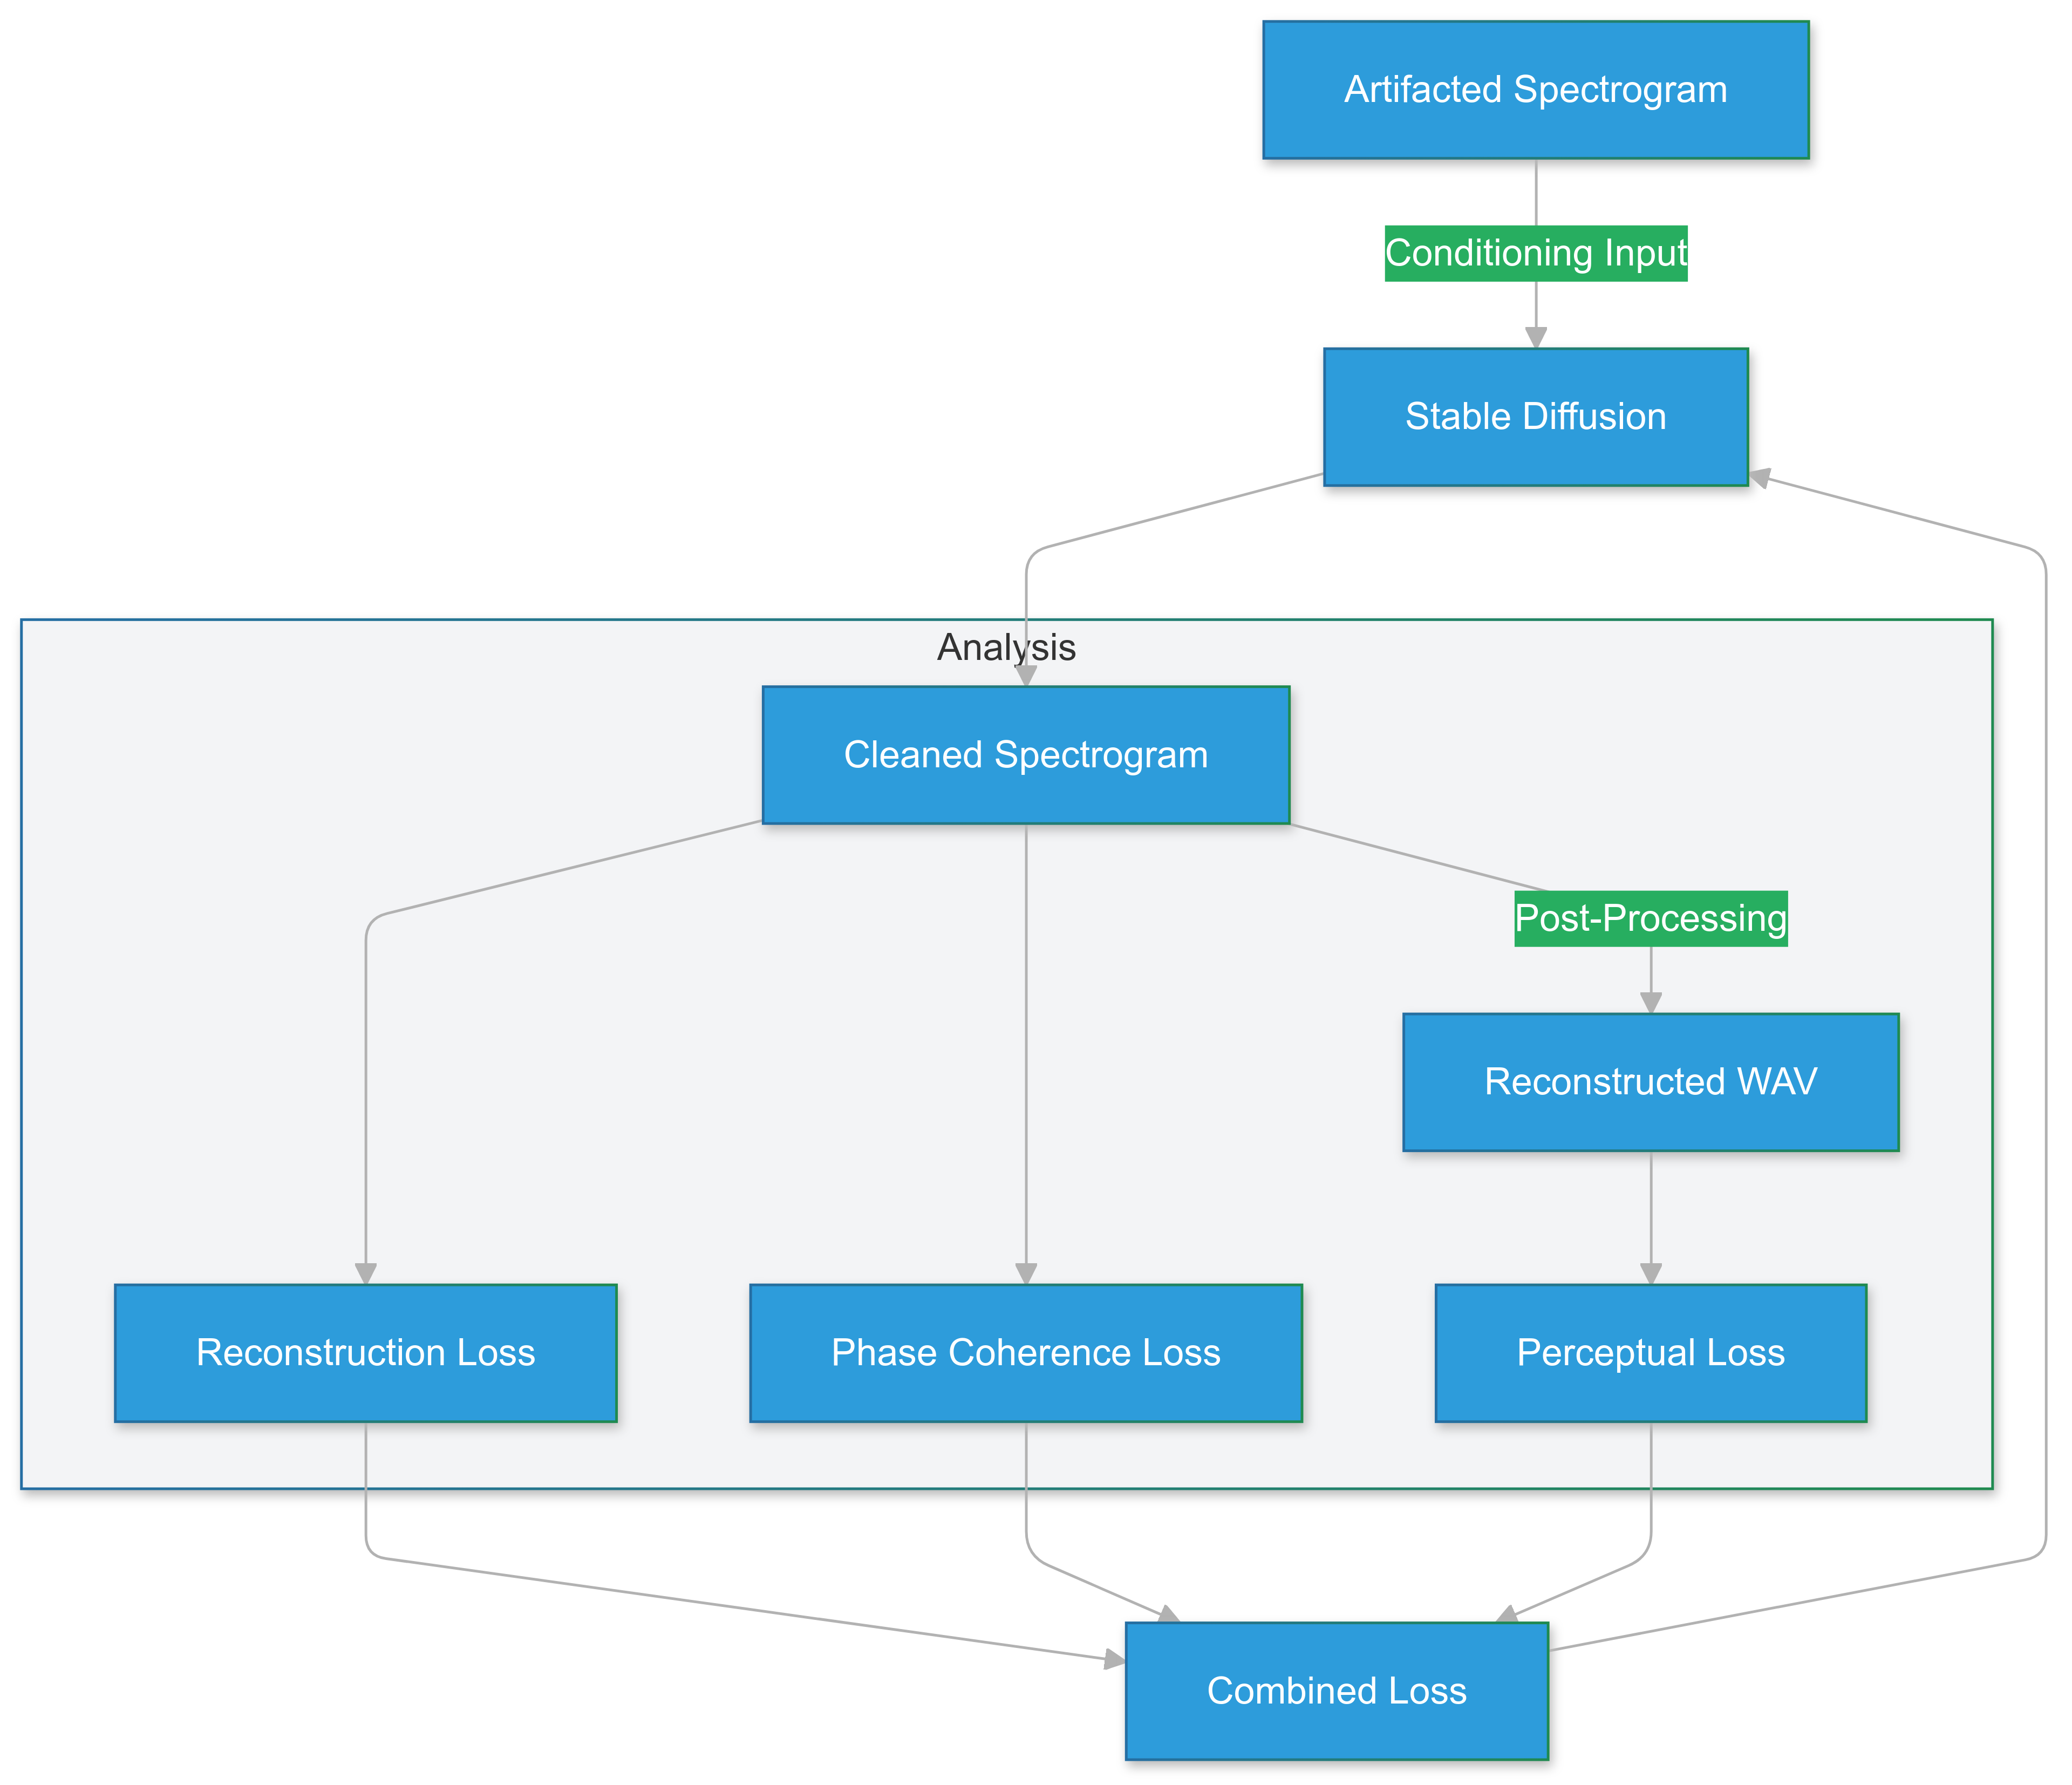 Artifacted Spectrogram
Conditioning Input
Stable Diffusion
Analysis
Cleaned Spectrogram
Post-Processing
Reconstructed WAV
Reconstruction Loss
Phase Coherence Loss
Perceptual Loss
Combined Loss